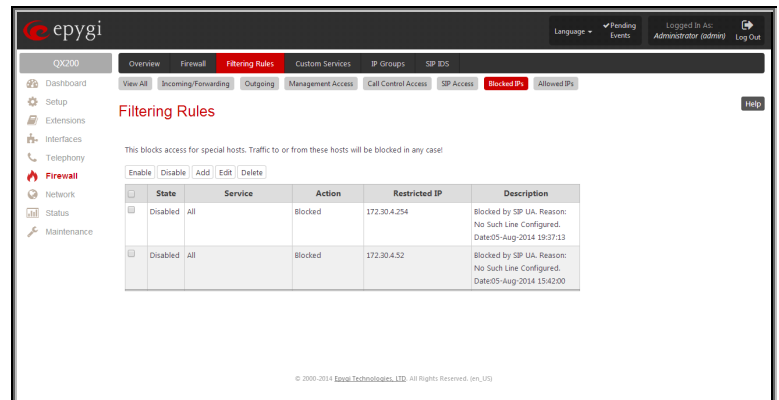 epygi
Language
Pending Events
Logged In As:
Administrator (admin)
Log Out
QX200
Overview Firewall Filtering Rules Custom Services IP Groups SIP IDS
Dashboard
Setup
Extensions
Interfaces
Telephony
Firewall
Network
Status
Maintenance
View All Incoming/Forwarding Outgoing Management Access Call Control Access SIP Access Blocked IPs Allowed IPs
Help
Filtering Rules
This blocks access for special hosts. Traffic to or from these hosts will be blocked in any case!
Enable Disable Add Edit Delete
State Service Action Restricted IP Description
Disabled All Blocked 172.30.4.254 Blocked by SIP UA. Reason:
No Such Line Configured.
Date:05-Aug-2014 19:37:13
Disabled All Blocked 172.30.4.52 Blocked by SIP UA. Reason:
No Such Line Configured.
Date:05-Aug-2014 15:42:00
© 2000-2014 Epygi Technologies, LTD. All Rights Reserved. (en_US)